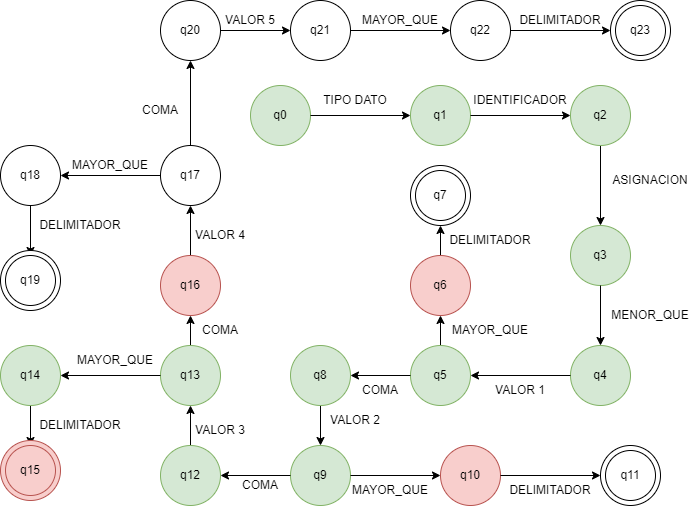 q20
VALOR 5
q21
MAYOR_QUE
q22
DELIMITADOR
q23
COMA
q0
TIPO DATO
q1
IDENTIFICADOR
q2
q18
MAYOR_QUE
q17
q7
ASIGNACION
DELIMITADOR
VALOR 4
DELIMITADOR
q19
q16
q6
q3
COMA
MAYOR_QUE
MENOR_QUE
q14
MAYOR_QUE
q13
q8
COMA
q5
VALOR 1
q4
DELIMITADOR
VALOR 3
VALOR 2
q15
q12
COMA
q9
MAYOR_QUE
q10
DELIMITADOR
q11